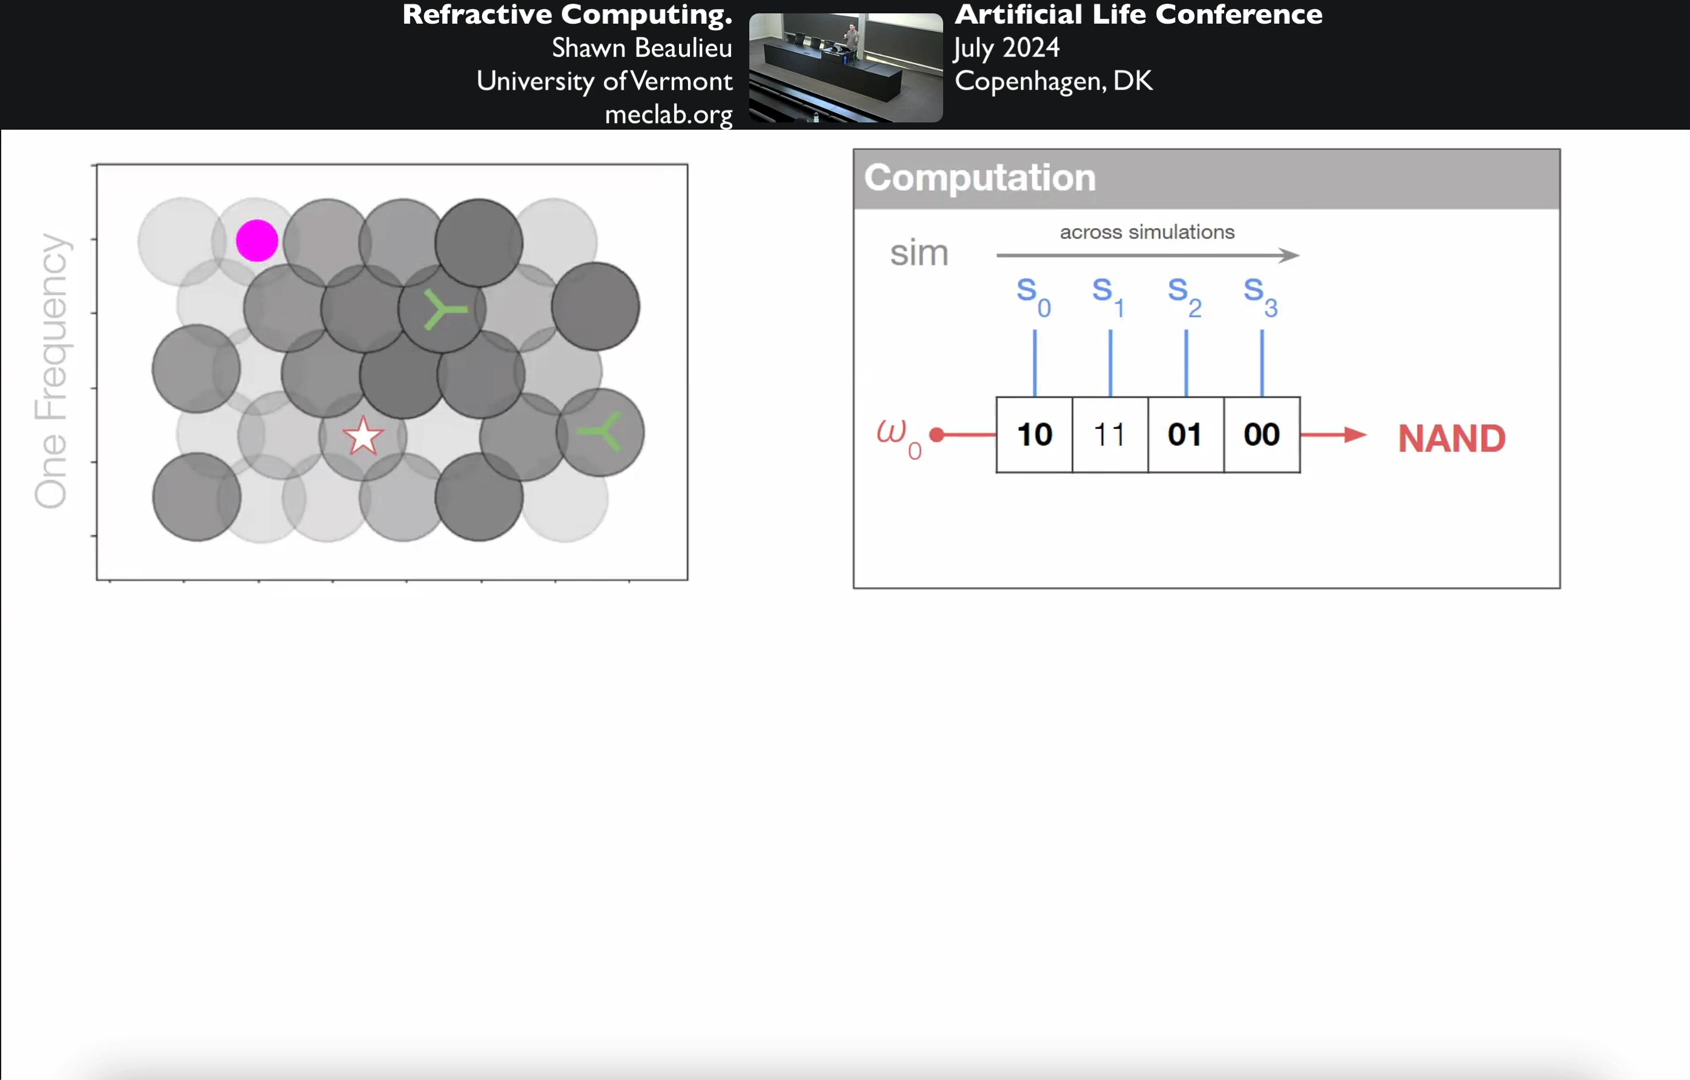 Refractive Computing.
Shawn Beaulieu
University of Vermont
meclab.org
Artificial Life Conference
July 2024
Copenhagen, DK
One Frequency
Computation
sim
across simulations
S0 S1 S2 S3
ω0 10 11 01 00 NAND